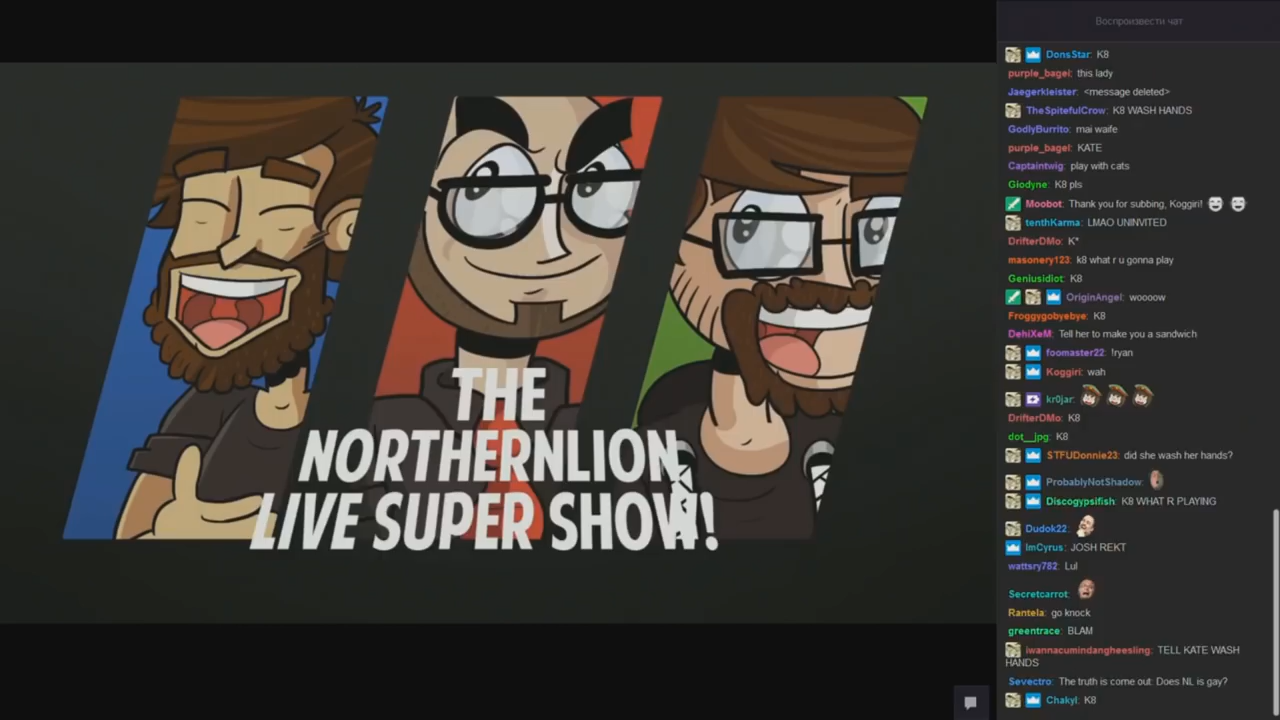 THE
NORTHERNLION
LIVE SUPER SHOW!
Воспроизвести чат
DonsStar: K8
purple_bagel: this lady
Jaegerkleister: <message deleted>
TheSpitefulCrow: K8 WASH HANDS
GodlyBurrito: mai waife
purple_bagel: KATE
Captaintwig: play with cats
Glodyne: K8 pls
Moobot: Thank you for subbing, Koggiri!
tenthKarma: LMAO UNINVITED
DrifterDMo: K*
masonery123: k8 what r u gonna play
Geniusidiot: K8
OriginAngel: woooow
Froggygobyebye: K8
DehiXeM: Tell her to make you a sandwich
foomaster22: !ryan
Koggiri: wah
kr0jar:
DrifterDMo: K8
dot__jpg: K8
STFUDonnie23: did she wash her hands?
ProbablyNotShadow:
Discogypsifish: K8 WHAT R PLAYING
Dudok22:
ImCyrus: JOSH REKT
wattsry782: Lul
Secretcarrot:
Rantela: go knock
greentrace: BLAM
iwannacumindangheesling: TELL KATE WASH
HANDS
Sevectro: The truth is come out: Does NL is gay?
Chakyl: K8